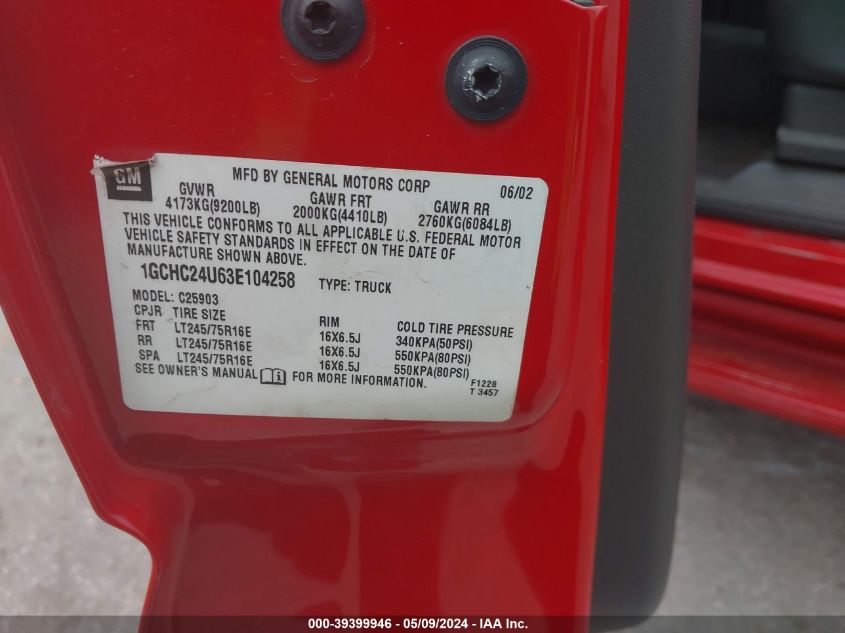 GM
MFD BY GENERAL MOTORS CORP 06/02
GVWR GAWR FRT GAWR RR
4173KG(9200LB) 2000KG(4410LB) 2760KG(6084LB)
THIS VEHICLE CONFORMS TO ALL APPLICABLE U.S. FEDERAL MOTOR
VEHICLE SAFETY STANDARDS IN EFFECT ON THE DATE OF
MANUFACTURE SHOWN ABOVE.
1GCHC24U63E104258 TYPE: TRUCK
MODEL: C25903
CPJR TIRE SIZE RIM COLD TIRE PRESSURE
FRT LT245/75R16E 16X6.5J 340KPA(50PSI)
RR LT245/75R16E 16X6.5J 550KPA(80PSI)
SPA LT245/75R16E 16X6.5J 550KPA(80PSI)
SEE OWNER'S MANUAL FOR MORE INFORMATION.
F1228
T 3457
000-39399946 - 05/09/2024 - IAA Inc.